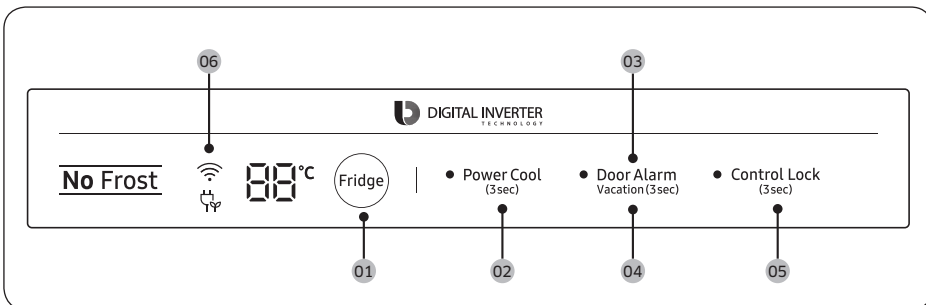 06
03
DIGITAL INVERTER
TECHNOLOGY
No Frost
88°C
Fridge
Power Cool
(3sec)
Door Alarm
Vacation (3sec)
Control Lock
(3sec)
01
02
04
05